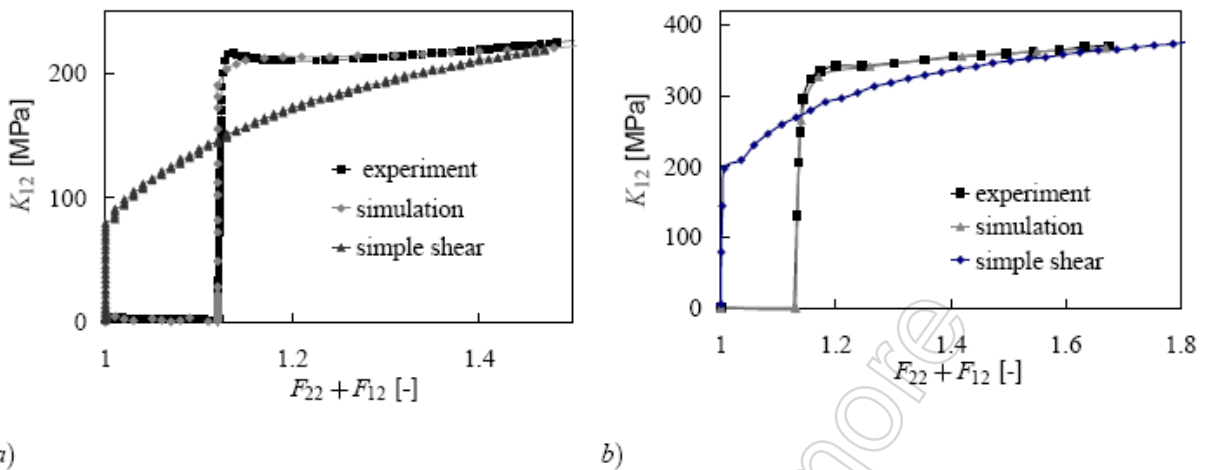 200
100
0
K12 [MPa]
experiment
simulation
simple shear
1
1.2
1.4
F22 + F12 [-]
a)
400
300
200
100
0
K12 [MPa]
experiment
simulation
simple shear
1
1.2
1.4
1.6
1.8
F22 + F12 [-]
b)
more